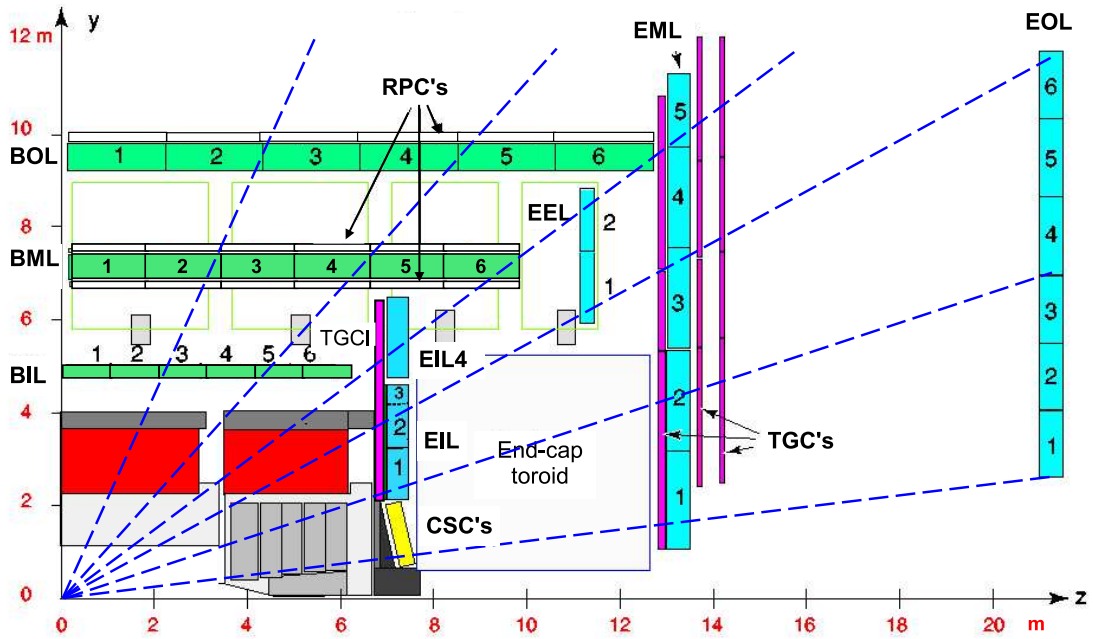 y
12 m
EOL
EML
RPC's
6
5
10
BOL
1 2 3 4 5 6
5
4
8
EEL
2
4
BML
1 2 3 4 5 6
1
3
3
6
TGCI
1 2 3 4 5 6
BIL
EIL4
2
4
3
2
EIL
2
TGC's
1
End-cap
toroid
1
2
1
CSC's
0
z
0 2 4 6 8 10 12 14 16 18 20 m